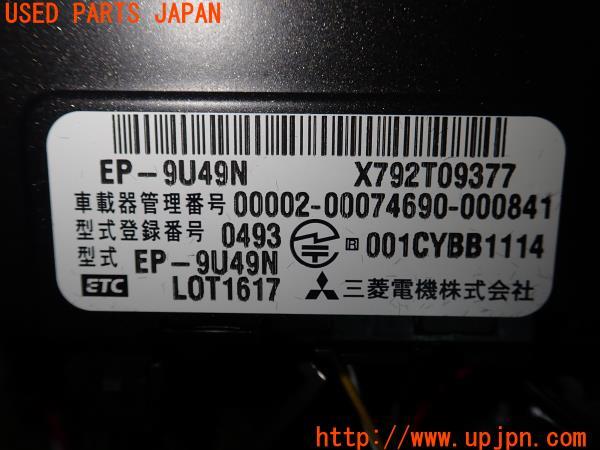 USED PARTS JAPAN
EP-9U49N X792T09377
車載器管理番号 00002-00074690-000841
型式登録番号 0493 R 001CYBB1114
型式 EP-9U49N
ETC LOT1617 三菱電機株式会社
http://www.upjpn.com/